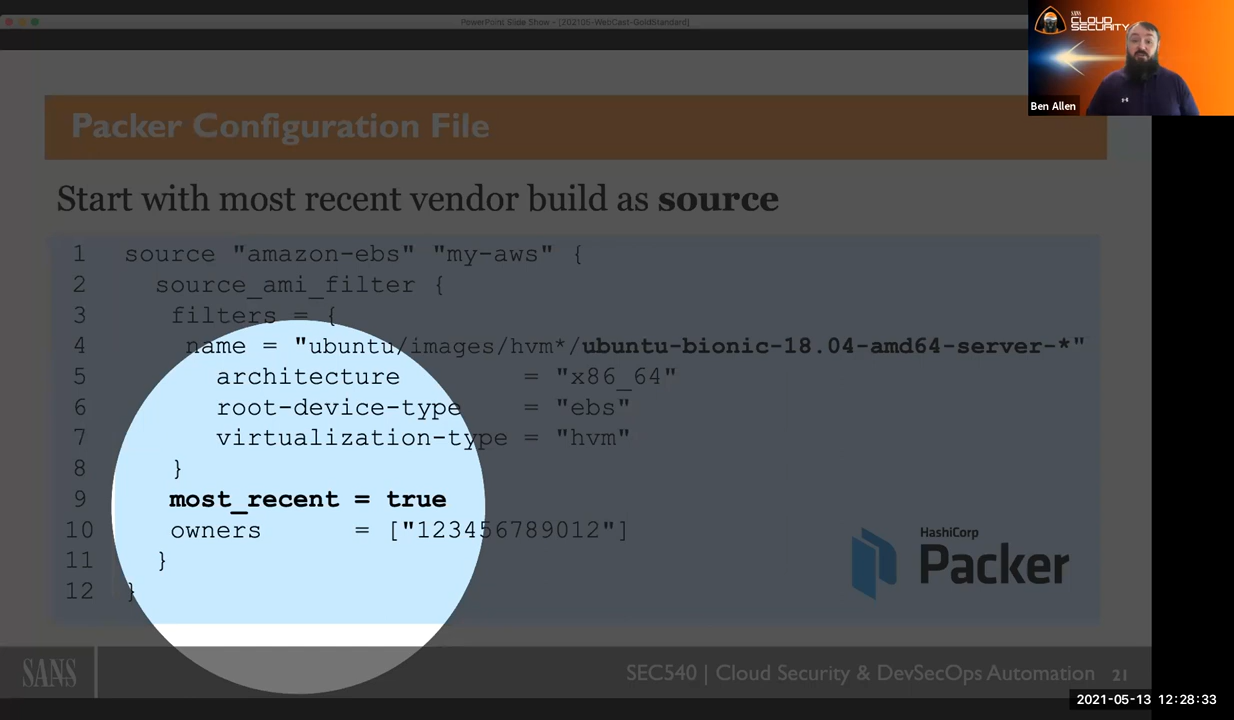 PowerPoint Slide Show - [202105-WebCast-GoldStandard]
SANS
CLOUD
SECURITY
Ben Allen
Packer Configuration File
Start with most recent vendor build as source
1 source "amazon-ebs" "my-aws" {
2 source_ami_filter {
3 filters = {
4 name = "ubuntu/images/hvm*/ubuntu-bionic-18.04-amd64-server-*"
5 architecture = "x86_64"
6 root-device-type = "ebs"
7 virtualization-type = "hvm"
8 }
9 most_recent = true
10 owners = ["123456789012"]
11 }
12 }
HashiCorp
Packer
SANS
SEC540 | Cloud Security & DevSecOps Automation 21
2021-05-13 12:28:33